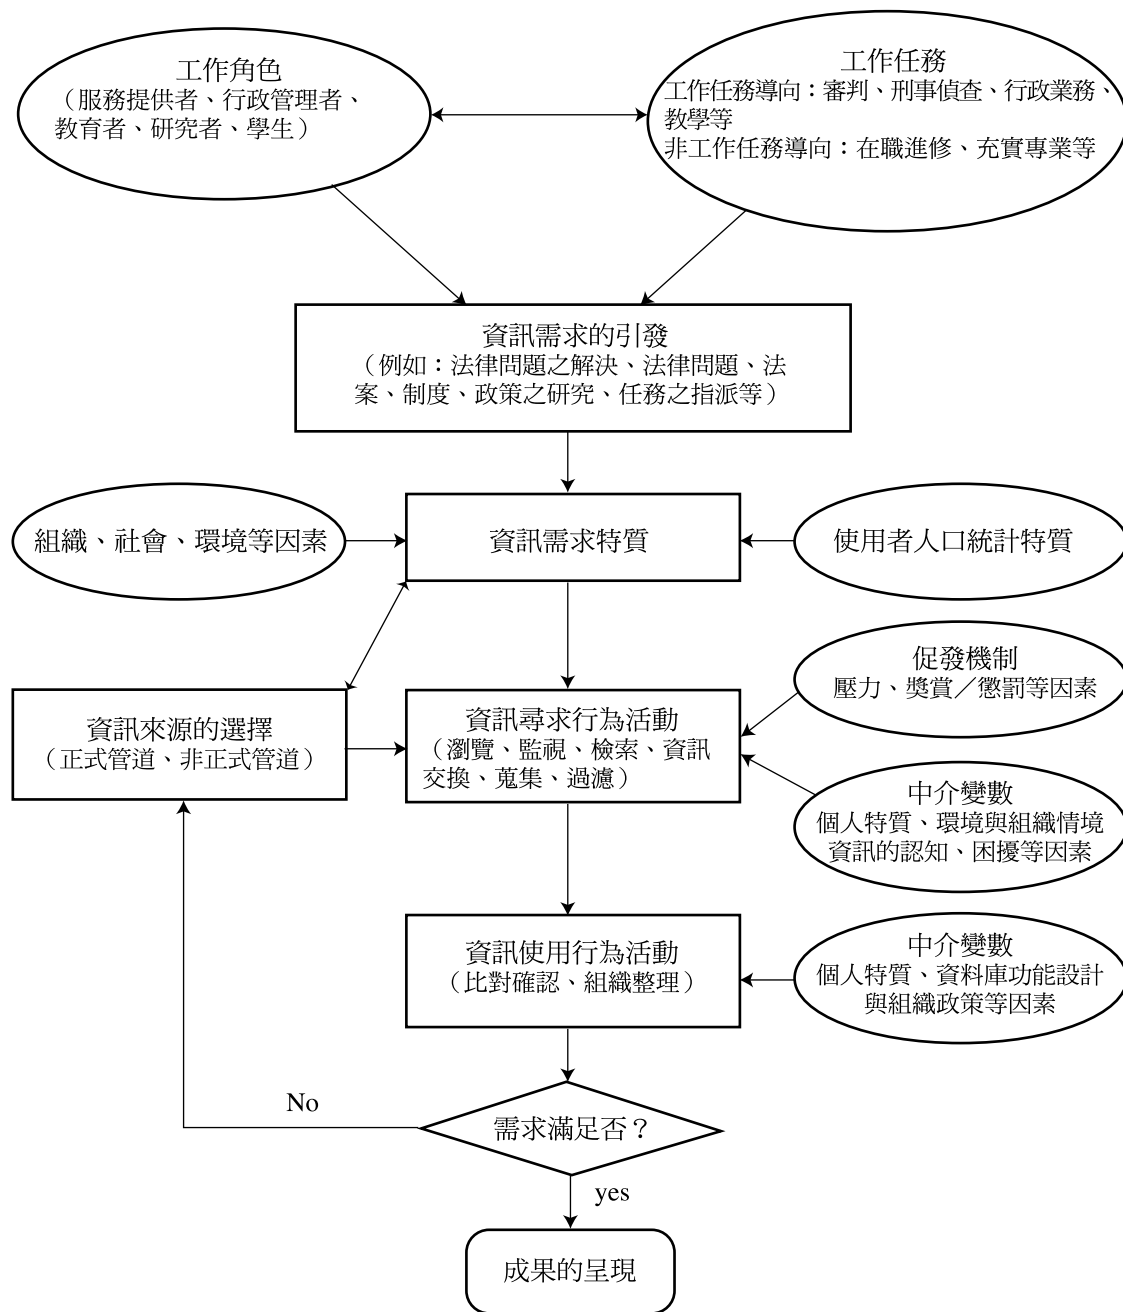 工作角色
（服務提供者、行政管理者、
教育者、研究者、學生）
工作任務
工作任務導向：審判、刑事偵查、行政業務、
教學等
非工作任務導向：在職進修、充實專業等
資訊需求的引發
（例如：法律問題之解決、法律問題、法
案、制度、政策之研究、任務之指派等）
組織、社會、環境等因素
資訊需求特質
使用者人口統計特質
促發機制
壓力、獎賞／懲罰等因素
資訊來源的選擇
（正式管道、非正式管道）
資訊尋求行為活動
（瀏覽、監視、檢索、資訊
交換、蒐集、過濾）
中介變數
個人特質、環境與組織情境
資訊的認知、困擾等因素
資訊使用行為活動
（比對確認、組織整理）
中介變數
個人特質、資料庫功能設計
與組織政策等因素
No
需求滿足否？
yes
成果的呈現